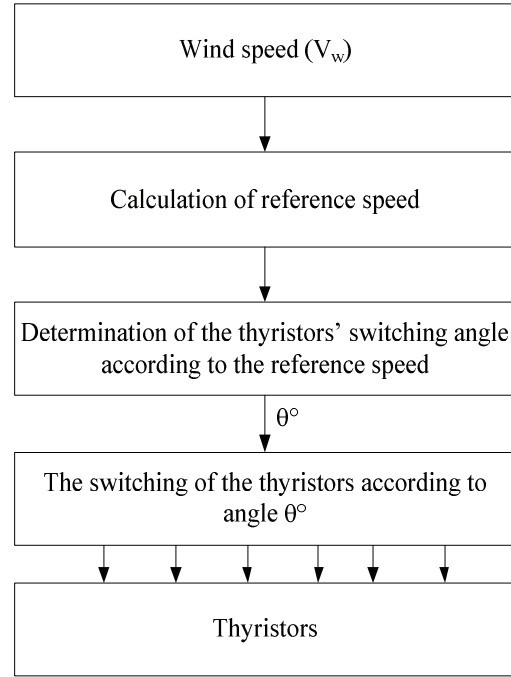 Wind speed (Vw)
Calculation of reference speed
Determination of the thyristors’ switching angle
according to the reference speed
θ°
The switching of the thyristors according to
angle θ°
Thyristors